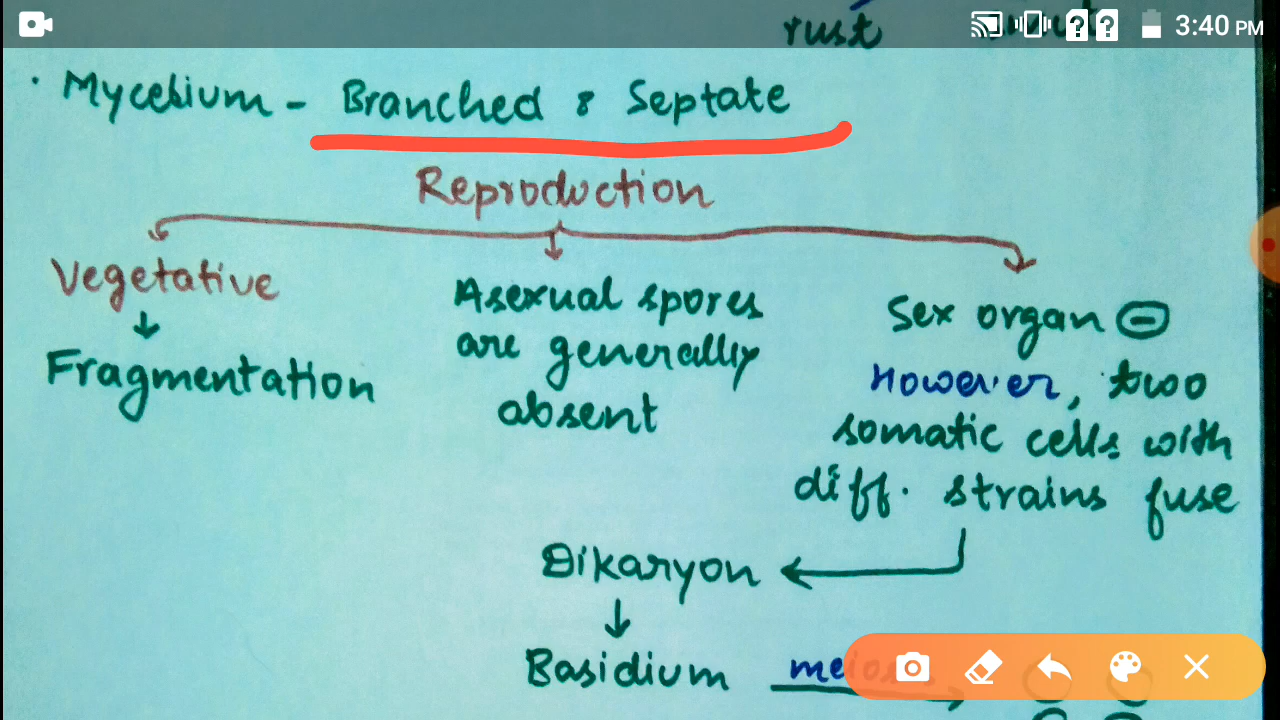 3:40 PM
rust
Mycelium - Branched & Septate
Reproduction
Vegetative
Fragmentation
Asexual spores
are generally
absent
Sex organ ⊖
However, two
somatic cells with
diff. strains fuse
Dikaryon
Basidium